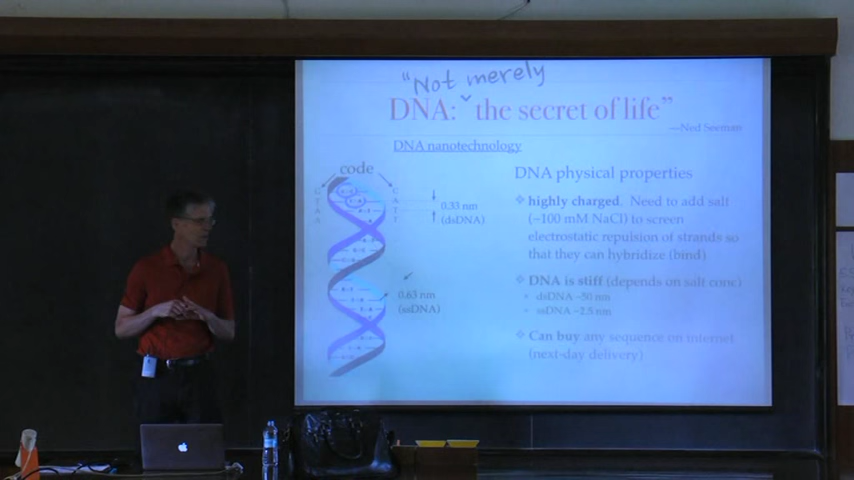 "Not merely
DNA: ˅ the secret of life"
—Ned Seeman
DNA nanotechnology
code
DNA physical properties
0.33 nm
(dsDNA)
❖ highly charged. Need to add salt
(~100 mM NaCl) to screen
electrostatic repulsion of strands so
that they can hybridize (bind)
0.63 nm
(ssDNA)
❖ DNA is stiff (depends on salt conc)
dsDNA ~50 nm
ssDNA ~2.5 nm
❖ Can buy any sequence on internet
(next-day delivery)